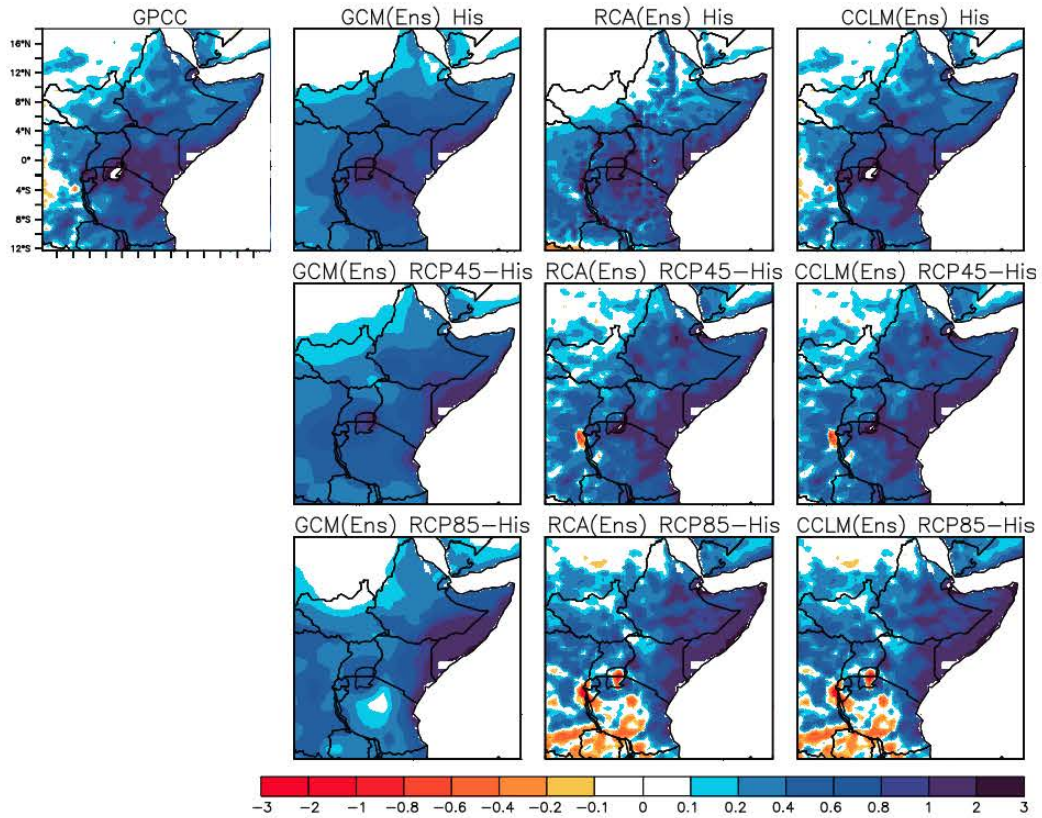 GPCC GCM(Ens) His RCA(Ens) His CCLM(Ens) His
16°N
12°N
8°N
4°N
0°
4°S
8°S
12°S
GCM(Ens) RCP45-His RCA(Ens) RCP45-His CCLM(Ens) RCP45-His
GCM(Ens) RCP85-His RCA(Ens) RCP85-His CCLM(Ens) RCP85-His
-3 -2 -1 -0.8 -0.6 -0.4 -0.2 -0.1 0 0.1 0.2 0.4 0.6 0.8 1 2 3